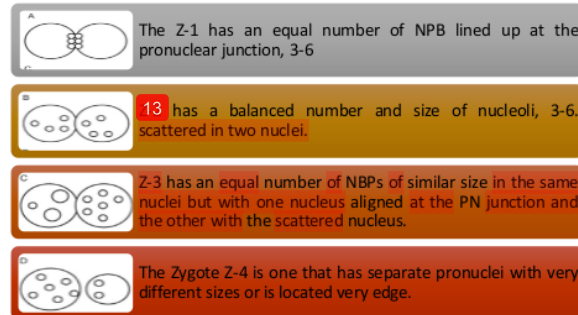 A
The Z-1 has an equal number of NPB lined up at the
pronuclear junction, 3-6
B
13 has a balanced number and size of nucleoli, 3-6.
scattered in two nuclei.
C
Z-3 has an equal number of NBPs of similar size in the same
nuclei but with one nucleus aligned at the PN junction and
the other with the scattered nucleus.
D
The Zygote Z-4 is one that has separate pronuclei with very
different sizes or is located very edge.